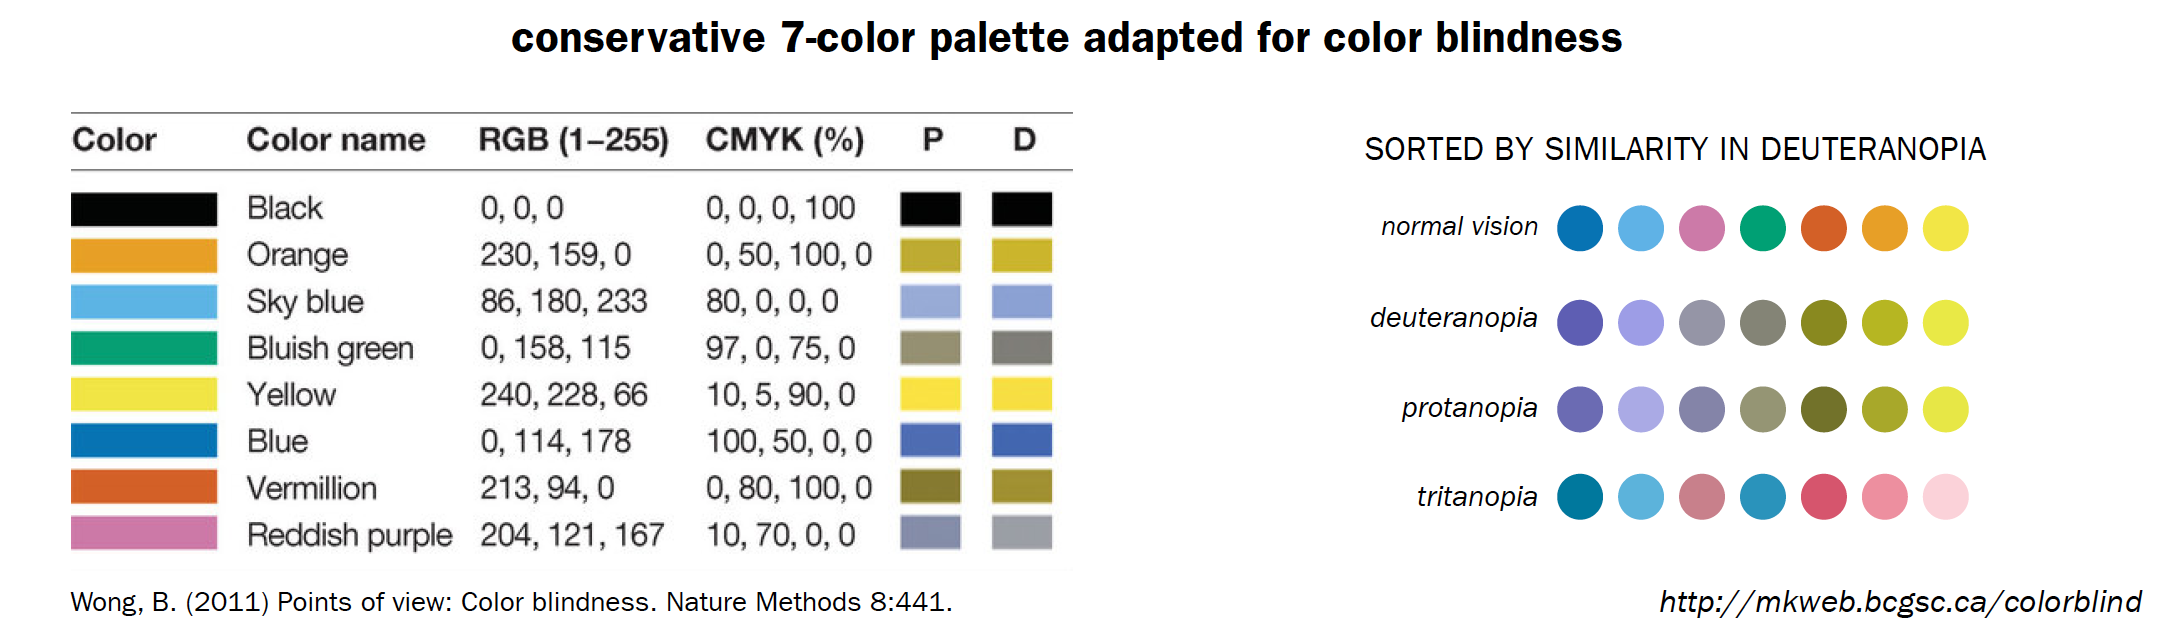 conservative 7-color palette adapted for color blindness
Color Color name RGB (1–255) CMYK (%) P D
Black 0, 0, 0 0, 0, 0, 100
Orange 230, 159, 0 0, 50, 100, 0
Sky blue 86, 180, 233 80, 0, 0, 0
Bluish green 0, 158, 115 97, 0, 75, 0
Yellow 240, 228, 66 10, 5, 90, 0
Blue 0, 114, 178 100, 50, 0, 0
Vermillion 213, 94, 0 0, 80, 100, 0
Reddish purple 204, 121, 167 10, 70, 0, 0
Wong, B. (2011) Points of view: Color blindness. Nature Methods 8:441.
SORTED BY SIMILARITY IN DEUTERANOPIA
normal vision
deuteranopia
protanopia
tritanopia
http://mkweb.bcgsc.ca/colorblind